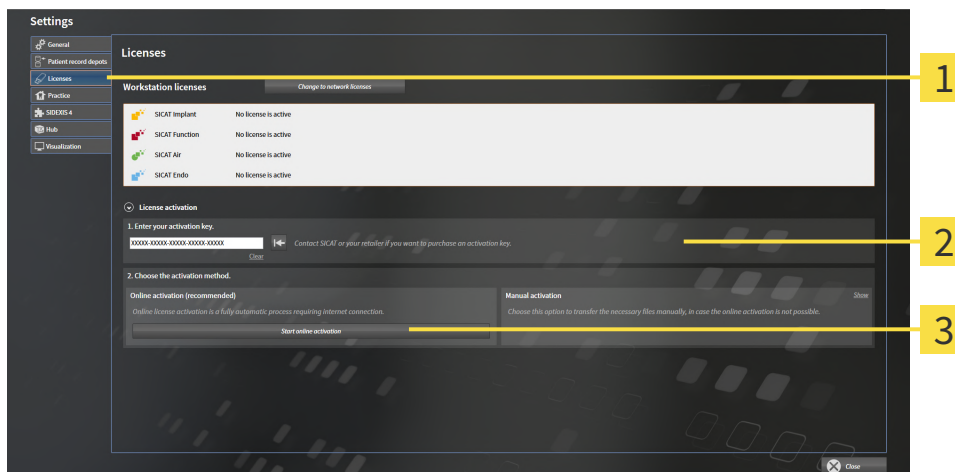 Settings
General
Patient record depots
Licenses
Practice
SIDEXIS 4
Hub
Visualization
Licenses
Workstation licenses
Change to network licenses
SICAT Implant No license is active
SICAT Function No license is active
SICAT Air No license is active
SICAT Endo No license is active
License activation
1. Enter your activation key.
XXXXX-XXXXX-XXXXX-XXXXX-XXXXX
Contact SICAT or your retailer if you want to purchase an activation key.
Clear
2. Choose the activation method.
Online activation (recommended)
Online license activation is a fully automatic process requiring internet connection.
Start online activation
Manual activation
Show
Choose this option to transfer the necessary files manually, in case the online activation is not possible.
Close
1
2
3